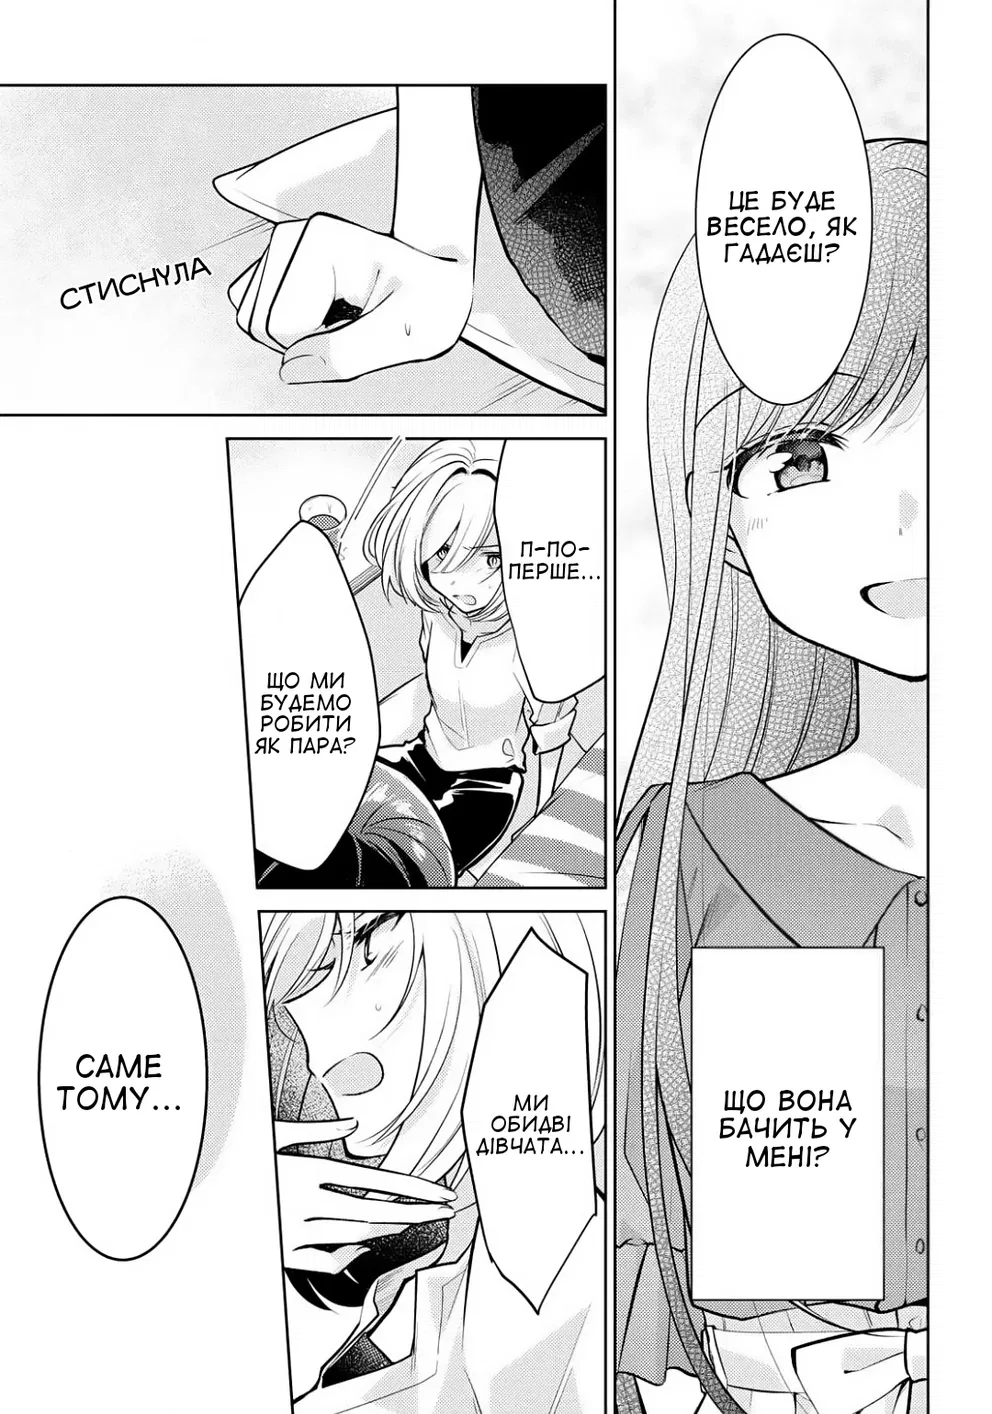 ЦЕ БУДЕ
ВЕСЕЛО, ЯК
ГАДАЄШ?
ЩО ВОНА
БАЧИТЬ У
МЕНІ?
СТИСНУЛА
П-ПО-
ПЕРШЕ...
ЩО МИ
БУДЕМО
РОБИТИ
ЯК ПАРА?
МИ
ОБИДВІ
ДІВЧАТА...
САМЕ
ТОМУ...